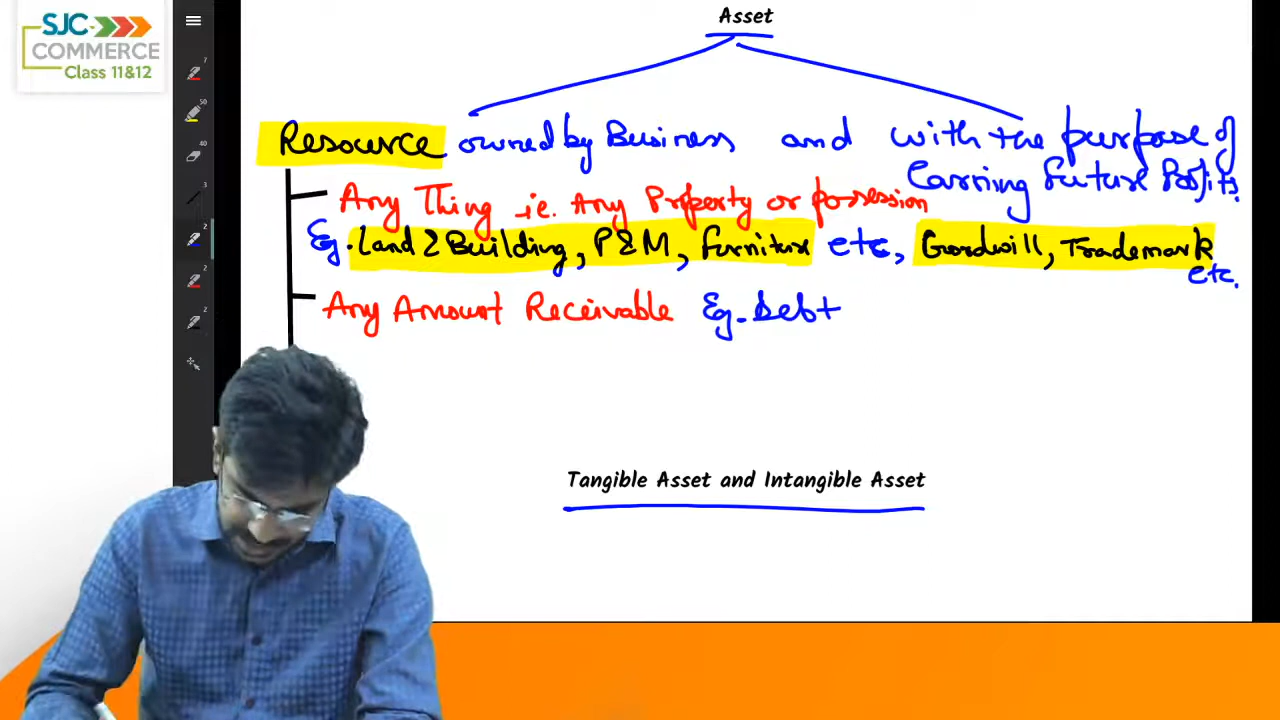 SJC
COMMERCE
Class 11&12
Asset
Resource owned by Business and with the purpose of
Earning Future Profits.
Any Thing i.e. Any Property or possession
Eg. Land & Building, P&M, Furniture etc, Goodwill, Trademark
etc.
Any Amount Receivable Eg. Debt
Tangible Asset and Intangible Asset